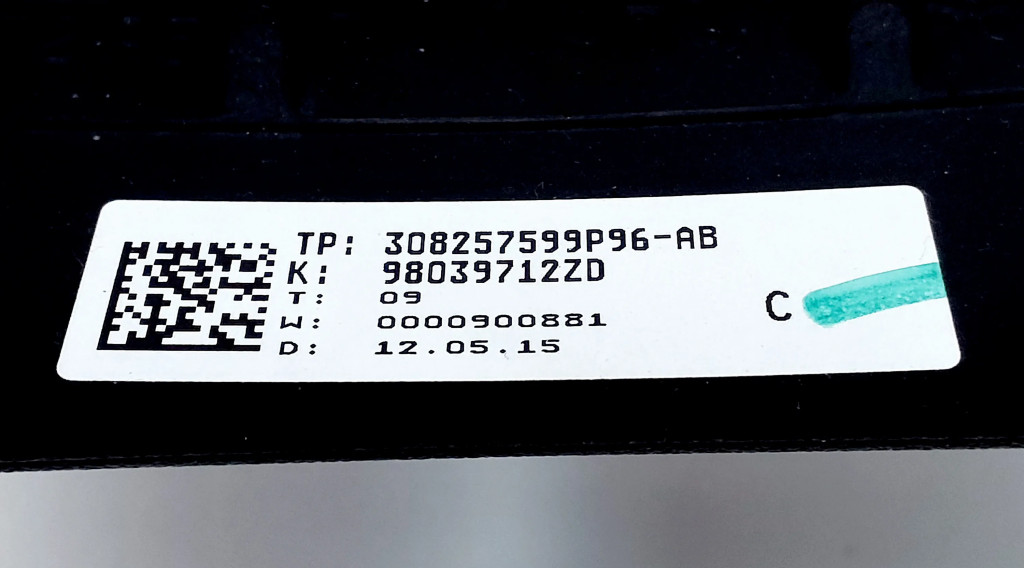 TP: 308257599P96-AB
K: 98039712ZD
T: 09
W: 0000900881
D: 12.05.15
C